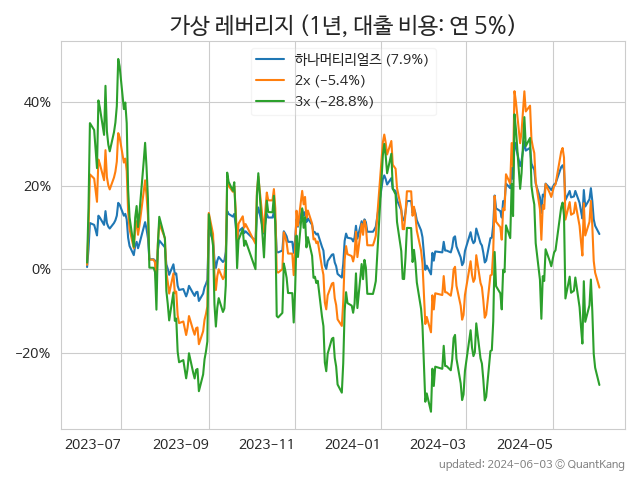 가상 레버리지 (1년, 대출 비용: 연 5%)
하나머티리얼즈 (7.9%)
2x (−5.4%)
3x (−28.8%)
40%
20%
0%
−20%
2023-07 2023-09 2023-11 2024-01 2024-03 2024-05
updated: 2024-06-03 ⓒ QuantKang